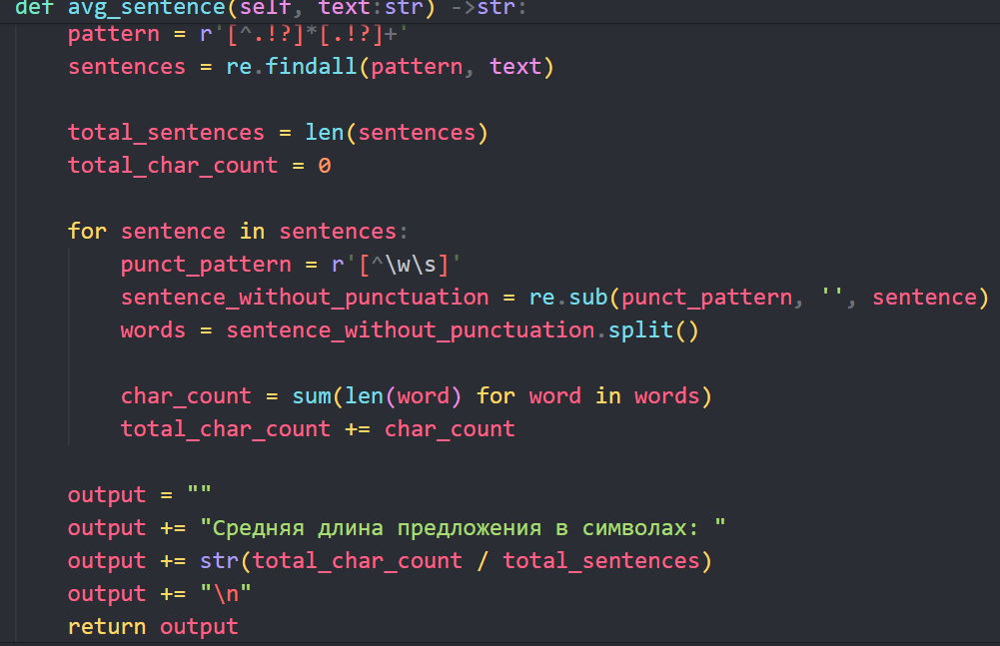 def avg_sentence(self, text:str) ->str:
    pattern = r'[^.!?]*[.!?]+'
    sentences = re.findall(pattern, text)

    total_sentences = len(sentences)
    total_char_count = 0

    for sentence in sentences:
        punct_pattern = r'[^\w\s]'
        sentence_without_punctuation = re.sub(punct_pattern, '', sentence)
        words = sentence_without_punctuation.split()

        char_count = sum(len(word) for word in words)
        total_char_count += char_count

    output = ""
    output += "Средняя длина предложения в символах: "
    output += str(total_char_count / total_sentences)
    output += "\n"
    return output